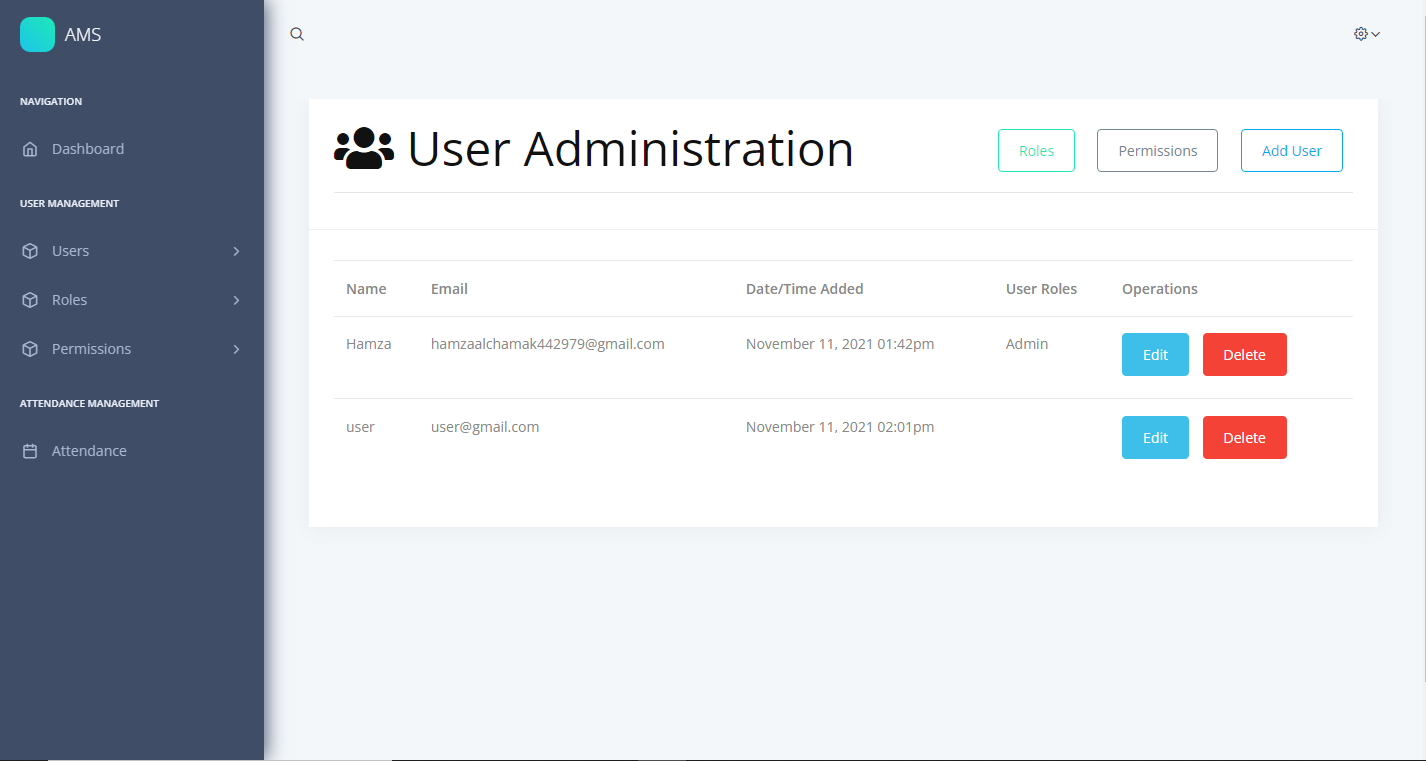 AMS
NAVIGATION
Dashboard
USER MANAGEMENT
Users
Roles
Permissions
ATTENDANCE MANAGEMENT
Attendance
User Administration
Roles
Permissions
Add User
Name Email Date/Time Added User Roles Operations
Hamza hamzaalchamak442979@gmail.com November 11, 2021 01:42pm Admin Edit Delete
user user@gmail.com November 11, 2021 02:01pm Edit Delete